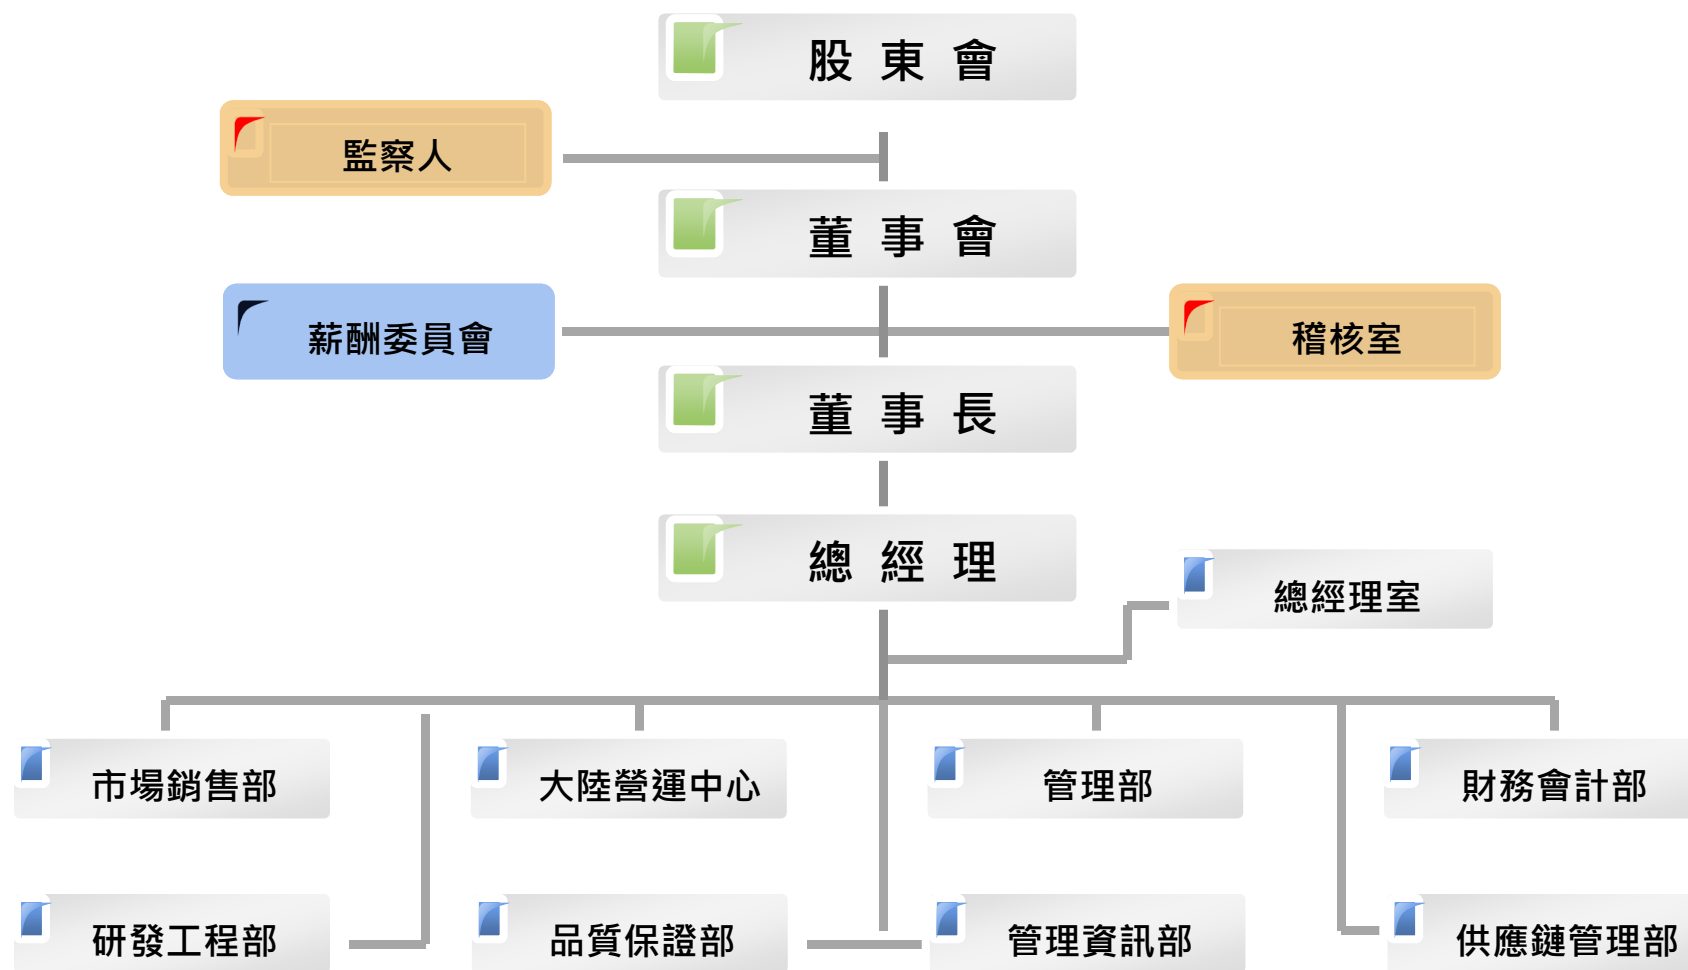 股東會
監察人
董事會
薪酬委員會
稽核室
董事長
總經理
總經理室
市場銷售部
大陸營運中心
管理部
財務會計部
研發工程部
品質保證部
管理資訊部
供應鏈管理部